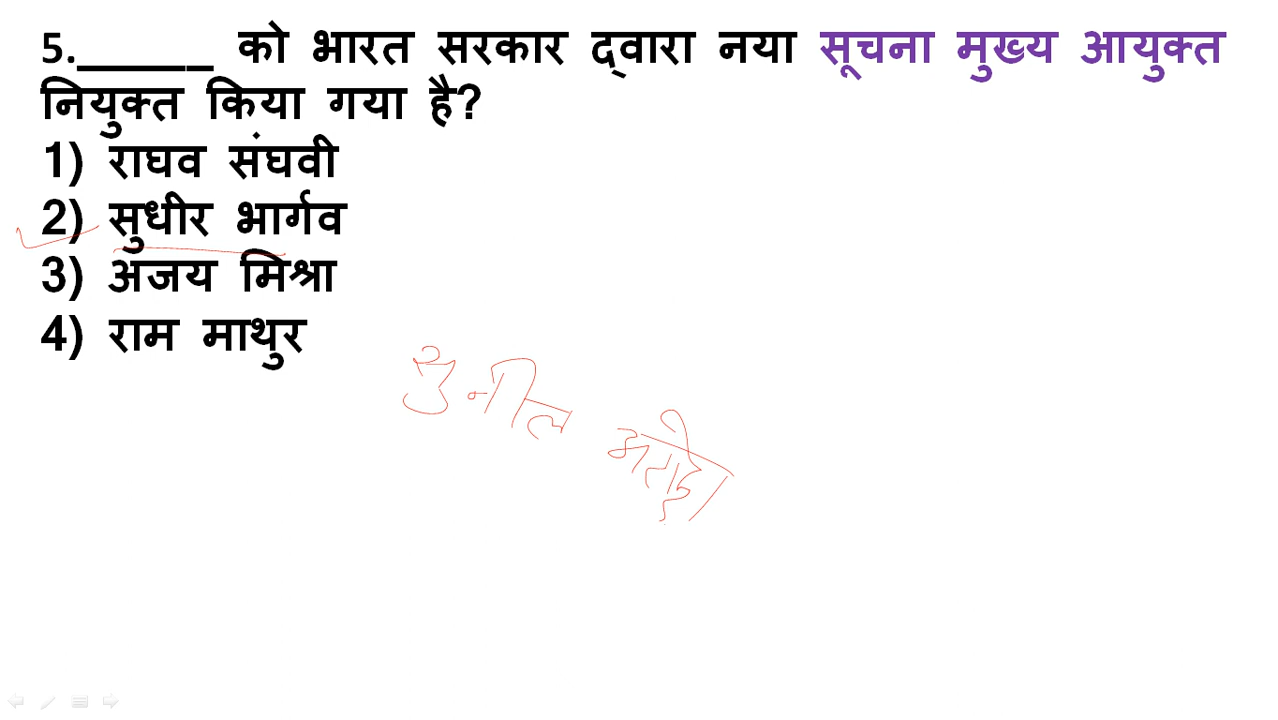 5.______ को भारत सरकार द्वारा नया सूचना मुख्य आयुक्त
नियुक्त किया गया है?
1) राघव संघवी
2) सुधीर भार्गव
3) अजय मिश्रा
4) राम माथुर
सुनील